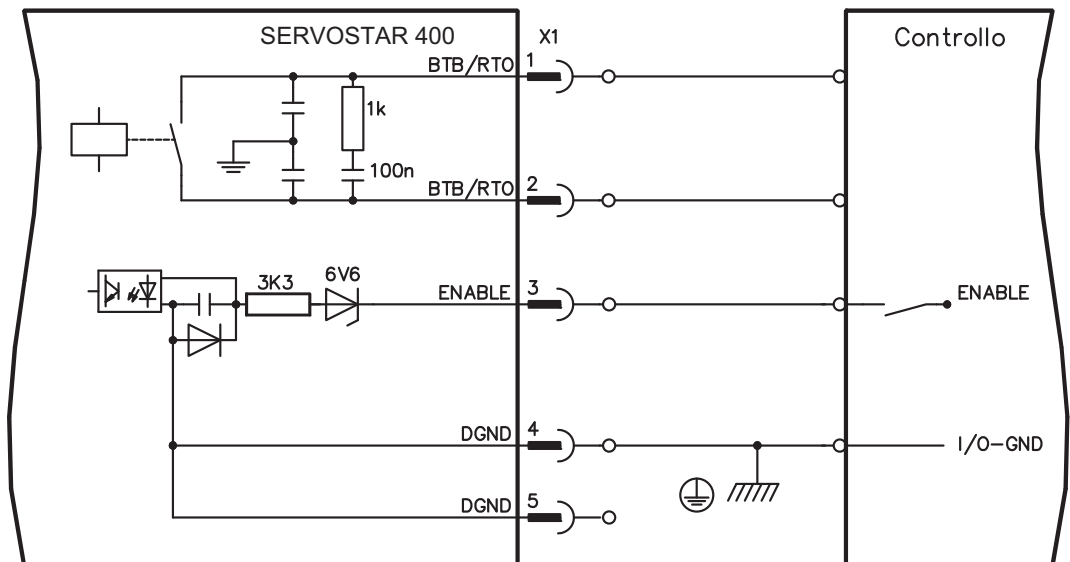 SERVOSTAR 400
X1
Controllo
BTB/RTO
1
1k
100n
BTB/RTO
2
3K3
6V6
ENABLE
3
ENABLE
DGND
4
I/O-GND
DGND
5